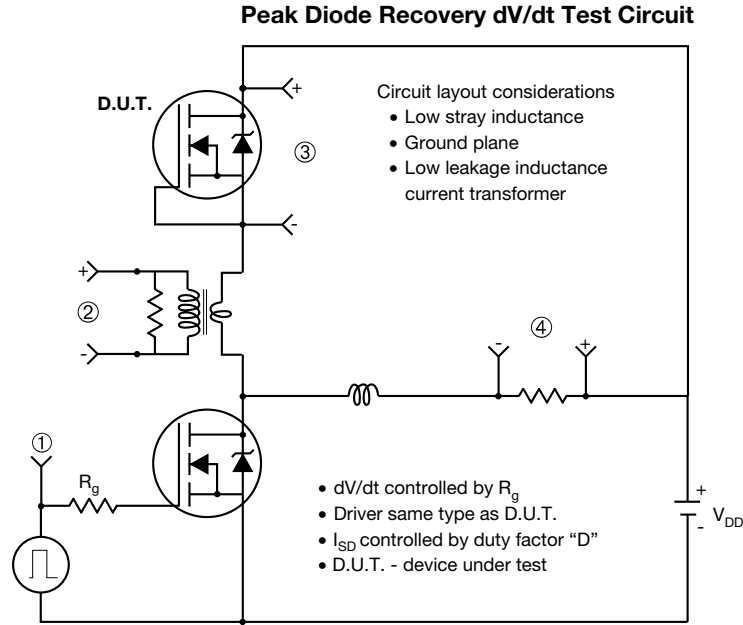 Peak Diode Recovery dV/dt Test Circuit
D.U.T.
+
-
③
Circuit layout considerations
• Low stray inductance
• Ground plane
• Low leakage inductance
current transformer
+
②
-
④
-
+
①
Rg
• dV/dt controlled by Rg
• Driver same type as D.U.T.
• ISD controlled by duty factor “D”
• D.U.T. - device under test
+
-
VDD